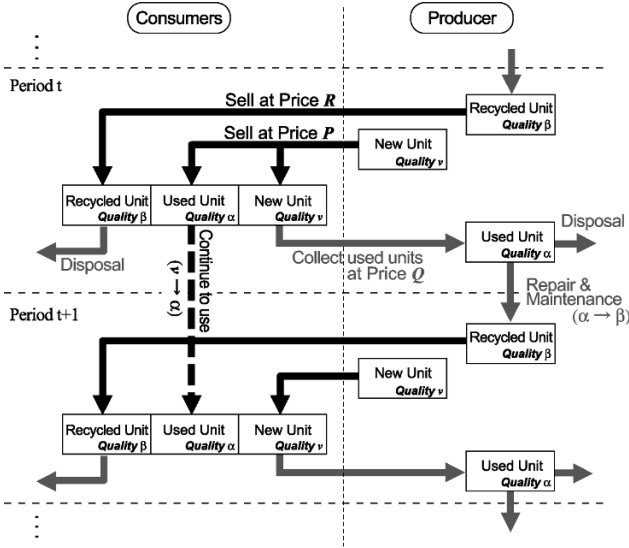 Consumers
Producer
Period t
Sell at Price R
Recycled Unit
Quality β
Sell at Price P
New Unit
Quality ν
Recycled Unit
Quality β
Used Unit
Quality α
New Unit
Quality ν
Disposal
Continue to use
(ν → α)
Collect used units
at Price Q
Used Unit
Quality α
Disposal
Repair &
Maintenance
(α → β)
Period t+1
Recycled Unit
Quality β
New Unit
Quality ν
Recycled Unit
Quality β
Used Unit
Quality α
New Unit
Quality ν
Used Unit
Quality α